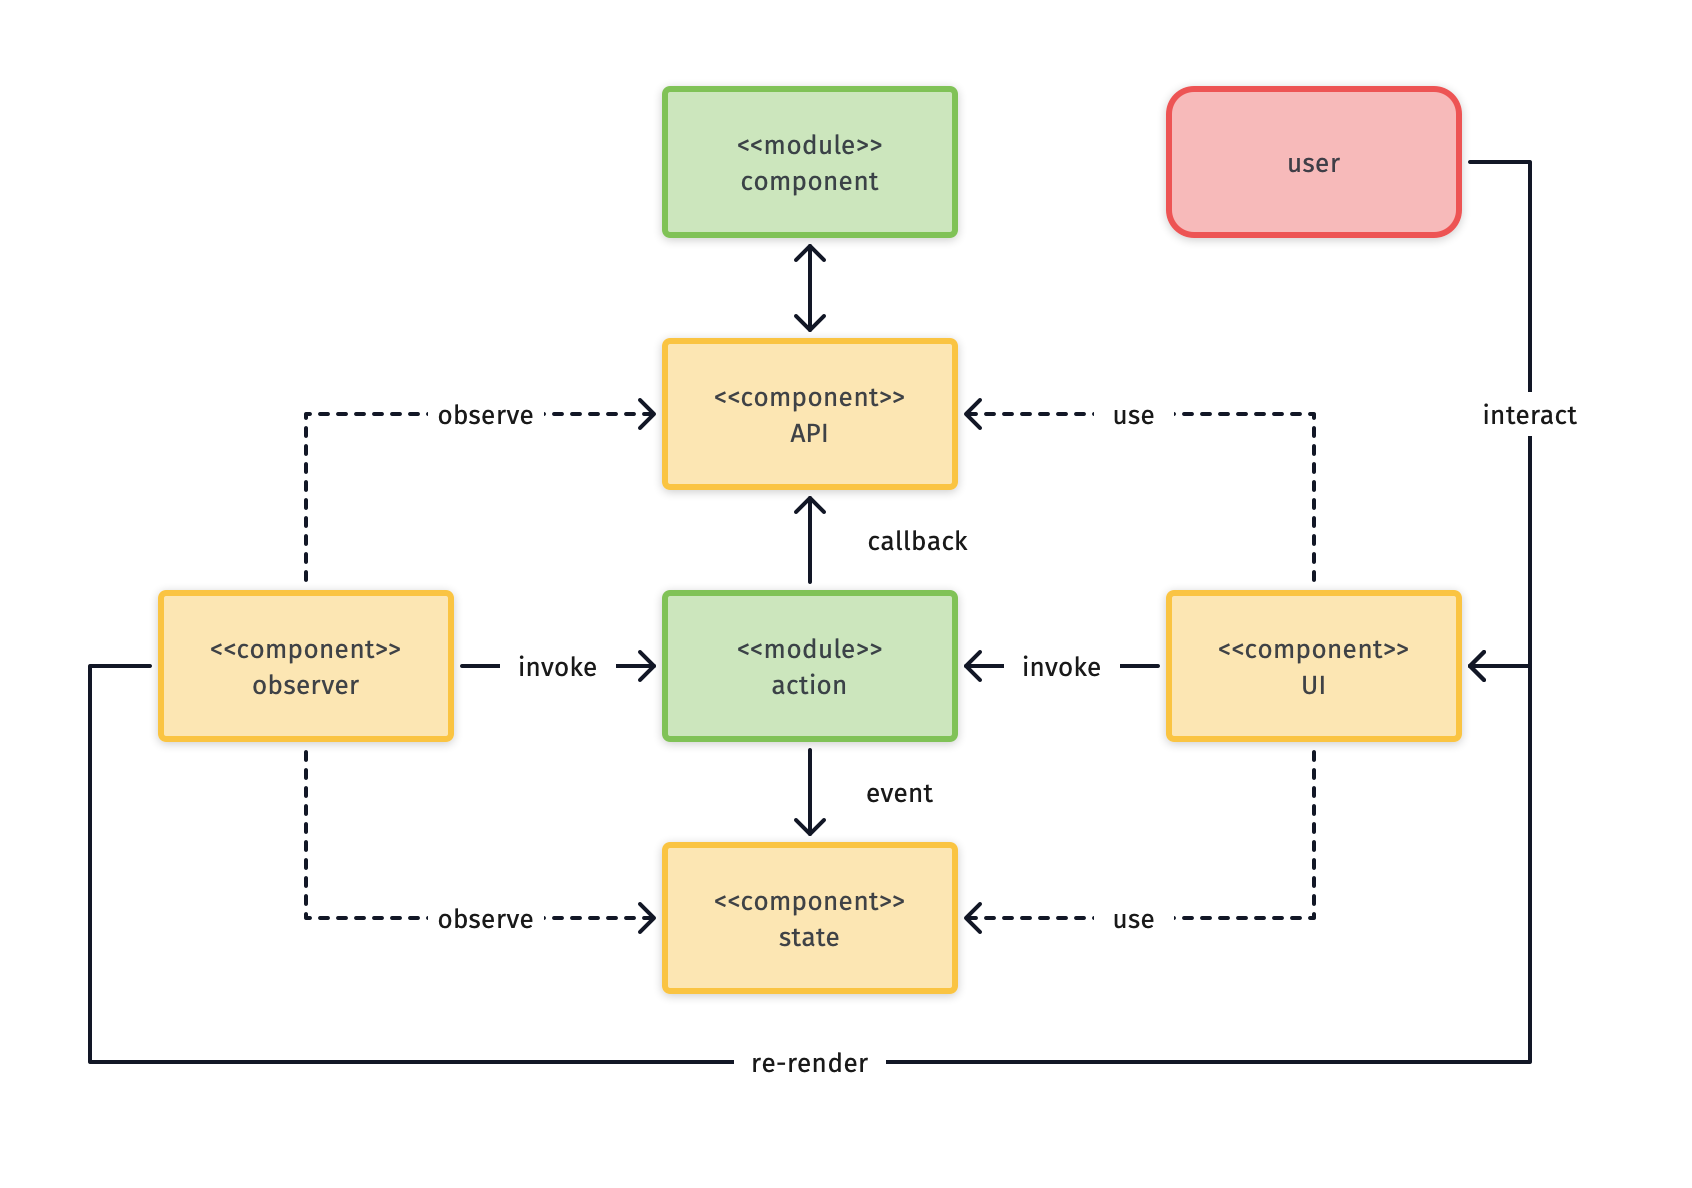 <<module>>
component
user
<<component>>
API
observe
use
interact
callback
<<component>>
observer
invoke
<<module>>
action
invoke
<<component>>
UI
event
<<component>>
state
observe
use
re-render